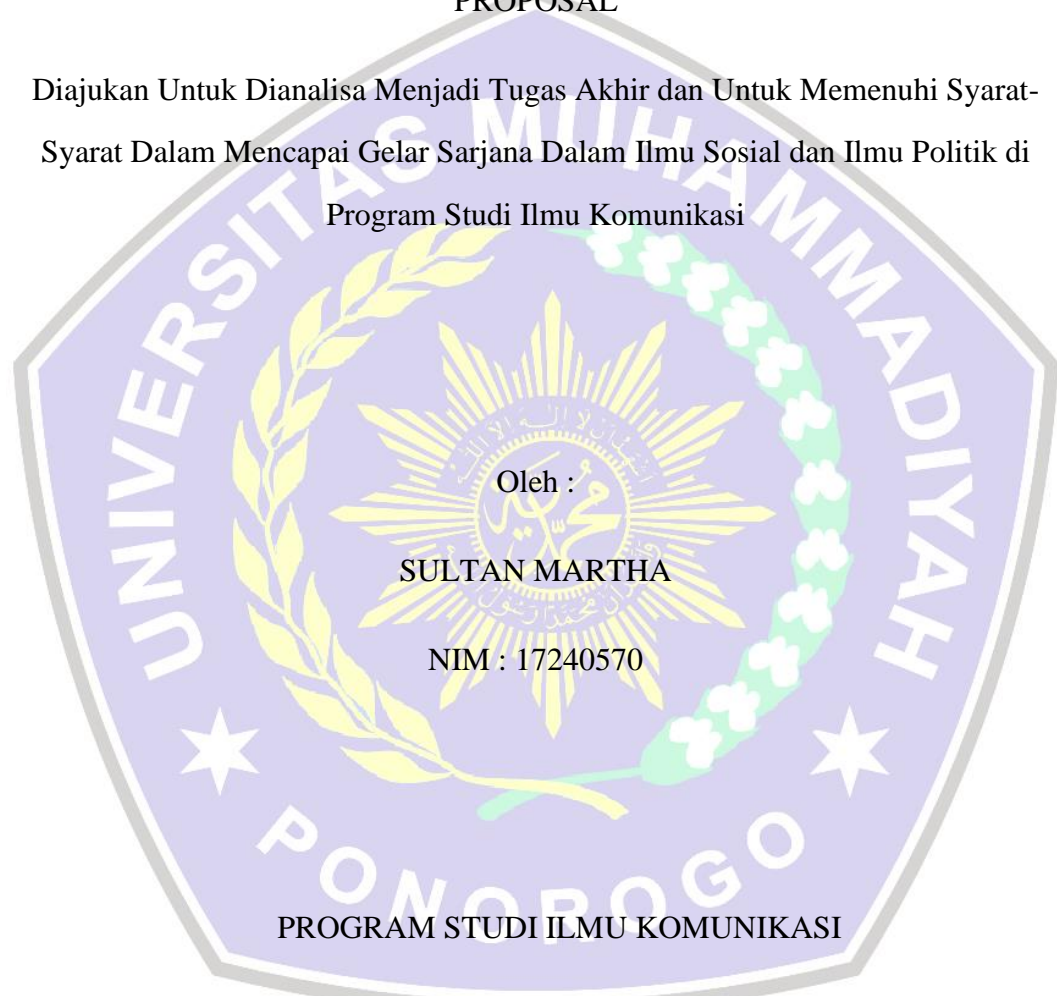 PROPOSAL
Diajukan Untuk Dianalisa Menjadi Tugas Akhir dan Untuk Memenuhi Syarat-
Syarat Dalam Mencapai Gelar Sarjana Dalam Ilmu Sosial dan Ilmu Politik di
Program Studi Ilmu Komunikasi
UNIVERSITAS MUHAMMADIYAH
Oleh :
SULTAN MARTHA
NIM : 17240570
PONOROGO
PROGRAM STUDI ILMU KOMUNIKASI